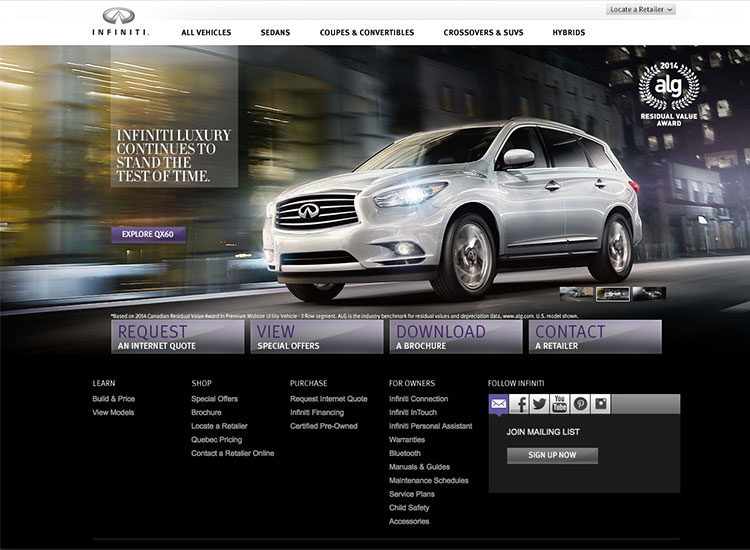 Locate a Retailer
INFINITI.
ALL VEHICLES
SEDANS
COUPES & CONVERTIBLES
CROSSOVERS & SUVS
HYBRIDS
2014
alg
RESIDUAL VALUE
AWARD
INFINITI LUXURY
CONTINUES TO
STAND THE
TEST OF TIME.
EXPLORE QX60
*Based on 2014 Canadian Residual Value Award in Premium Midsize Utility Vehicle - 3 Row segment. ALG is the industry benchmark for residual values and depreciation data, www.alg.com. U.S. model shown.
REQUEST
AN INTERNET QUOTE
VIEW
SPECIAL OFFERS
DOWNLOAD
A BROCHURE
CONTACT
A RETAILER
LEARN
Build & Price
View Models
SHOP
Special Offers
Brochure
Locate a Retailer
Quebec Pricing
Contact a Retailer Online
PURCHASE
Request Internet Quote
Infiniti Financing
Certified Pre-Owned
FOR OWNERS
Infiniti Connection
Infiniti InTouch
Infiniti Personal Assistant
Warranties
Bluetooth
Manuals & Guides
Maintenance Schedules
Service Plans
Child Safety
Accessories
FOLLOW INFINITI
You
Tube
JOIN MAILING LIST
SIGN UP NOW